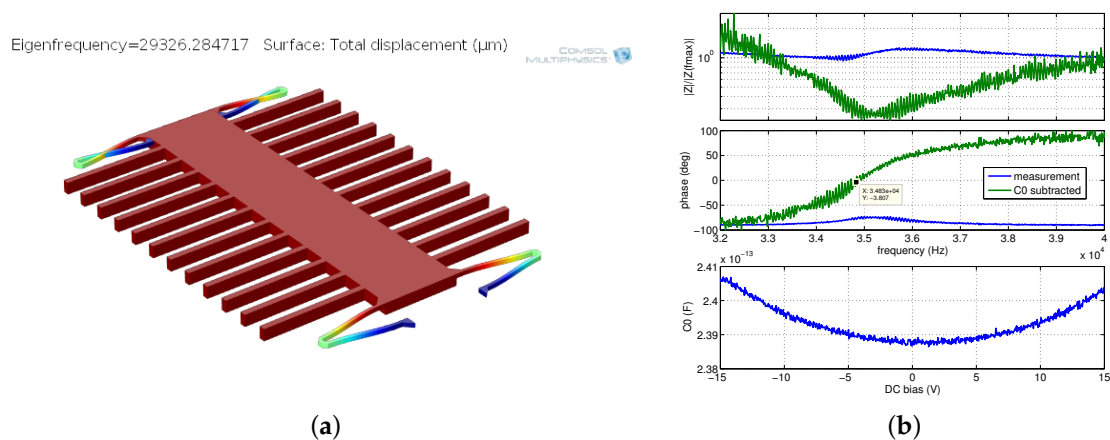 Eigenfrequency=29326.284717 Surface: Total displacement (µm)
COMSOL
MULTIPHYSICS
(a)
|Z|/|Z(fmax)|
10^0
phase (deg)
100
50
0
−50
−100
measurement
C0 subtracted
X: 3.483e+04
Y: −3.807
3.2 3.3 3.4 3.5 3.6 3.7 3.8 3.9 4
frequency (Hz)
x 10^4
x 10^−13
C0 (F)
2.41
2.4
2.39
2.38
−15 −10 −5 0 5 10 15
DC bias (V)
(b)